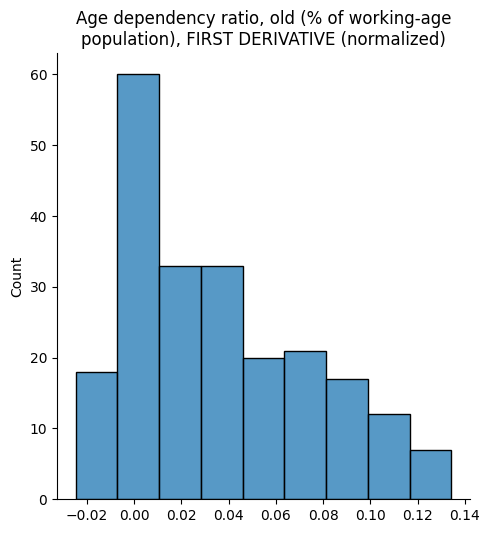 Age dependency ratio, old (% of working-age
population), FIRST DERIVATIVE (normalized)
60
50
40
30
20
10
0
Count
−0.02 0.00 0.02 0.04 0.06 0.08 0.10 0.12 0.14